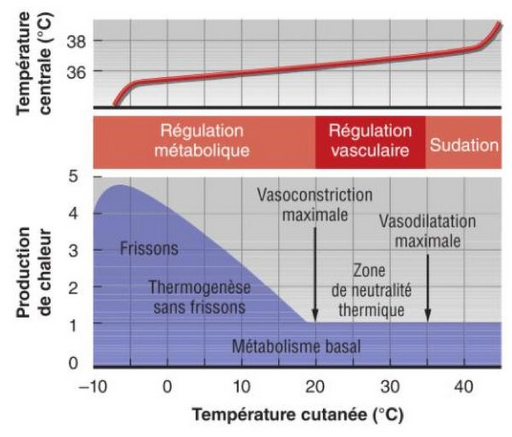 Température
centrale (°C)
38
36
Régulation
métabolique
Régulation
vasculaire
Sudation
Production
de chaleur
5
4
3
2
1
0
Vasoconstriction
maximale
Vasodilatation
maximale
Frissons
Thermogenèse
sans frissons
Zone
de neutralité
thermique
Métabolisme basal
–10
0
10
20
30
40
Température cutanée (°C)